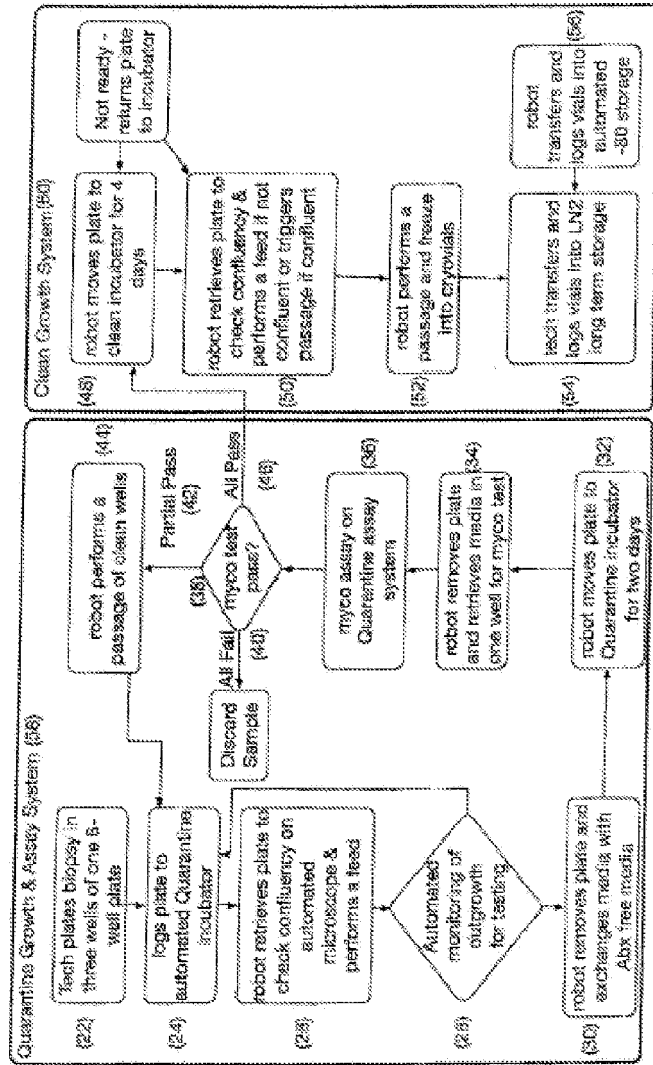 Quarantine Growth & Assay System (58)
(22)
Tech plates biopsy in
three wells of one 6-
well plate
(24)
logs plate to
automated Quarantine
incubator
robot retrieves plate to
check confluency on
automated
microscope &
performs a feed
Automated
monitoring of
outgrowth
for testing
(30)
robot removes plate and
exchanges media with
Abx free media
(44)
robot performs a
passage of clean wells
Partial Pass
(42)
All Pass
(46)
(38)
myco test
pass?
All Fail
(40)
Discard
Sample
(36)
myco assay on
Quarantine assay
system
(34)
robot removes plate
and retrieves media in
one well for myco test
(32)
robot moves plate to
Quarantine incubator
for two days
Clean Growth System (60)
(48)
robot moves plate to
clean incubator for 4
days
Not ready -
returns plate
to incubator
robot retrieves plate to
check confluency &
performs a feed if not
confluent or triggers
passage if confluent
(50)
robot performs a
passage and freeze
into cryovials
(52)
tech transfers and
logs vials into LN2
long term storage
(54)
robot
transfers and
logs vials into
automated
-80 storage
(56)